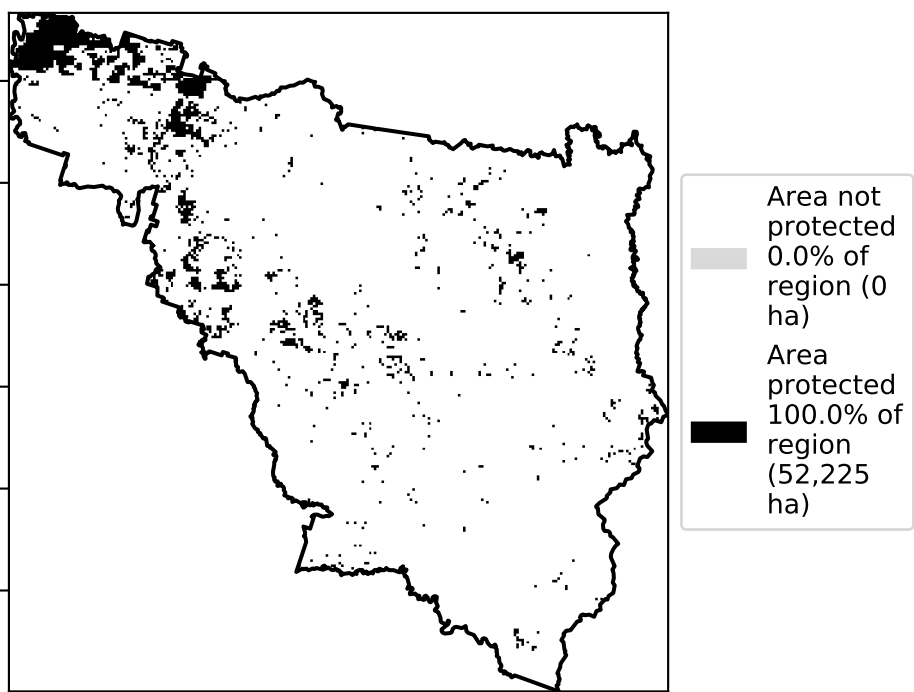 Area not
protected
0.0% of
region (0
ha)
Area
protected
100.0% of
region
(52,225
ha)